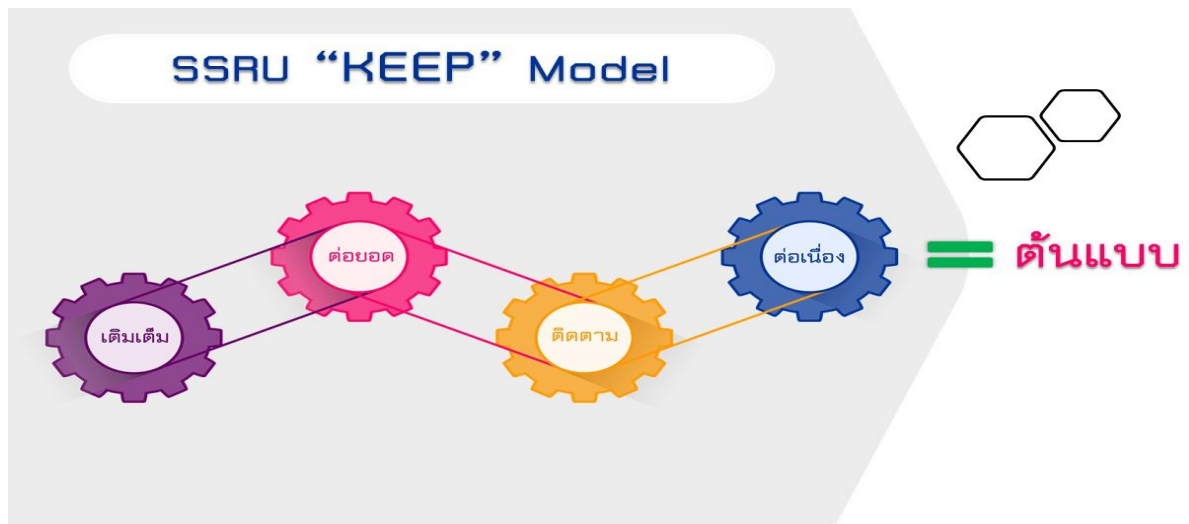 SSRU “KEEP” Model
เติมเต็ม
ต่อยอด
ติดตาม
ต่อเนื่อง
= ต้นแบบ